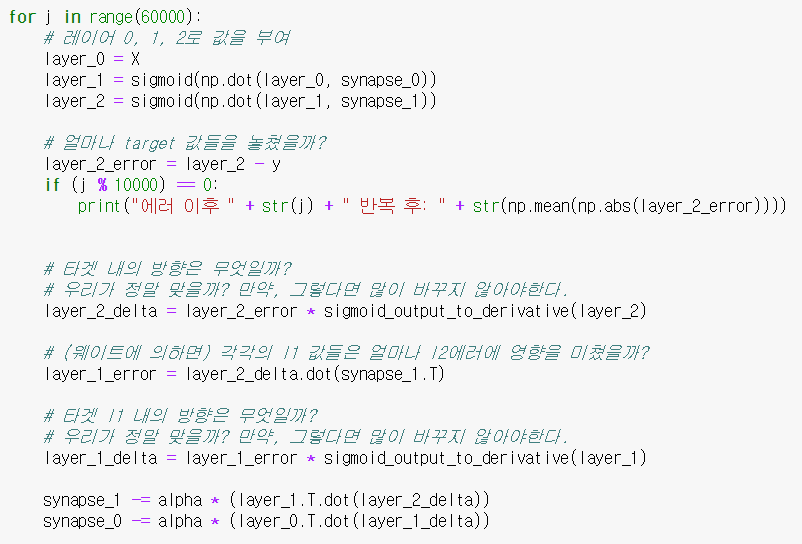 for j in range(60000):
    # 레이어 0, 1, 2로 값을 부여
    layer_0 = X
    layer_1 = sigmoid(np.dot(layer_0, synapse_0))
    layer_2 = sigmoid(np.dot(layer_1, synapse_1))
    # 얼마나 target 값들을 놓쳤을까?
    layer_2_error = layer_2 - y
    if (j % 10000) == 0:
        print("에러 이후 " + str(j) + " 반복 후: " + str(np.mean(np.abs(layer_2_error))))
    # 타겟 내의 방향은 무엇일까?
    # 우리가 정말 맞을까? 만약, 그렇다면 많이 바꾸지 않아야한다.
    layer_2_delta = layer_2_error * sigmoid_output_to_derivative(layer_2)
    # (웨이트에 의하면) 각각의 l1 값들은 얼마나 l2에러에 영향을 미쳤을까?
    layer_1_error = layer_2_delta.dot(synapse_1.T)
    # 타겟 l1 내의 방향은 무엇일까?
    # 우리가 정말 맞을까? 만약, 그렇다면 많이 바꾸지 않아야한다.
    layer_1_delta = layer_1_error * sigmoid_output_to_derivative(layer_1)
    synapse_1 -= alpha * (layer_1.T.dot(layer_2_delta))
    synapse_0 -= alpha * (layer_0.T.dot(layer_1_delta))